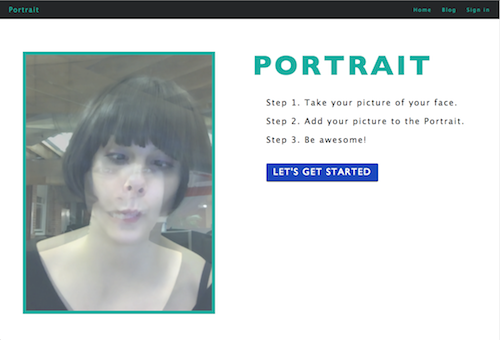 Portrait
Home Blog Sign in
PORTRAIT
Step 1. Take your picture of your face.
Step 2. Add your picture to the Portrait.
Step 3. Be awesome!
LET'S GET STARTED